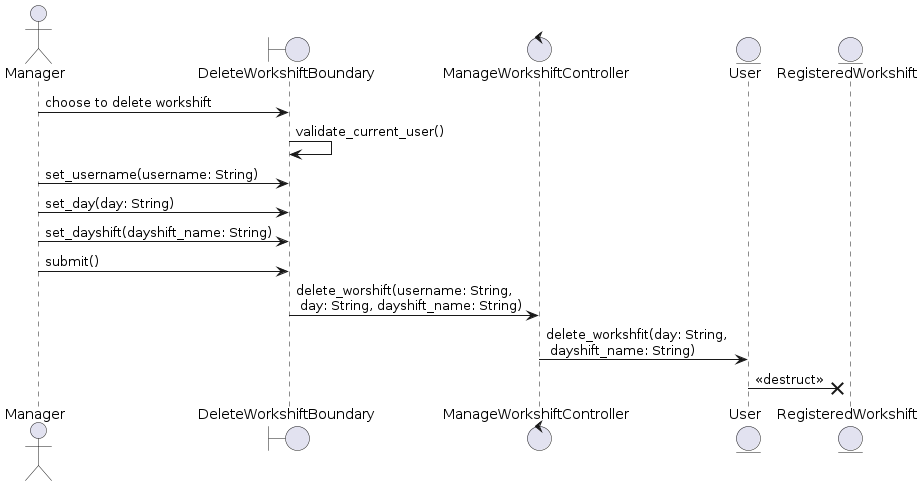 Manager
DeleteWorkshiftBoundary
ManageWorkshiftController
User
RegisteredWorkshift
choose to delete workshift
validate_current_user()
set_username(username: String)
set_day(day: String)
set_dayshift(dayshift_name: String)
submit()
delete_worshift(username: String,
day: String, dayshift_name: String)
delete_workshfit(day: String,
dayshift_name: String)
«destruct»
Manager
DeleteWorkshiftBoundary
ManageWorkshiftController
User
RegisteredWorkshift